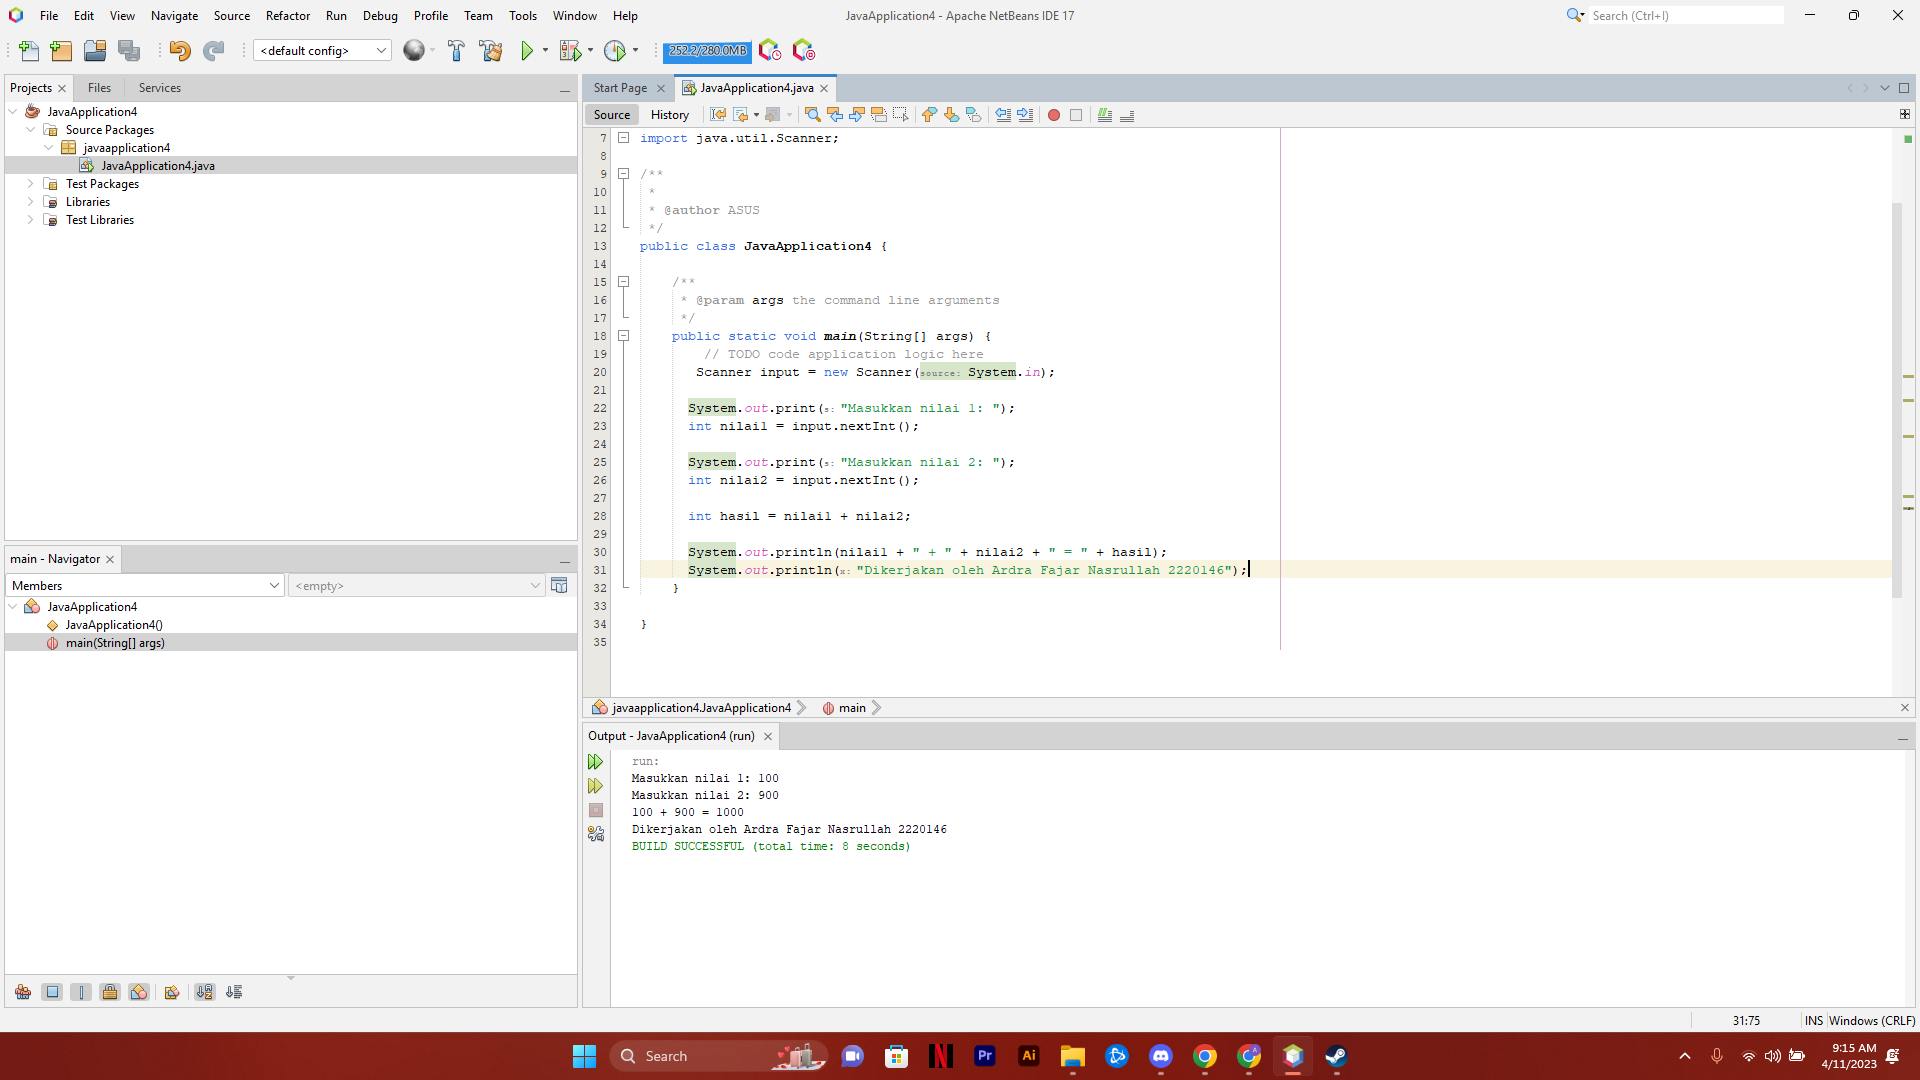 File Edit View Navigate Source Refactor Run Debug Profile Team Tools Window Help
JavaApplication4 - Apache NetBeans IDE 17
Search (Ctrl+I)
<default config>
252.2/280.0MB
Projects Files Services
JavaApplication4
Source Packages
javaapplication4
JavaApplication4.java
Test Packages
Libraries
Test Libraries
main - Navigator
Members
<empty>
JavaApplication4
JavaApplication4()
main(String[] args)
Start Page JavaApplication4.java
Source History
7 import java.util.Scanner;
8
9 /**
10 *
11 * @author ASUS
12 */
13 public class JavaApplication4 {
14
15 /**
16 * @param args the command line arguments
17 */
18 public static void main(String[] args) {
19 // TODO code application logic here
20 Scanner input = new Scanner(source: System.in);
21
22 System.out.print(s: "Masukkan nilai 1: ");
23 int nilai1 = input.nextInt();
24
25 System.out.print(s: "Masukkan nilai 2: ");
26 int nilai2 = input.nextInt();
27
28 int hasil = nilai1 + nilai2;
29
30 System.out.println(nilai1 + " + " + nilai2 + " = " + hasil);
31 System.out.println(x: "Dikerjakan oleh Ardra Fajar Nasrullah 2220146");
32 }
33
34 }
35
javaapplication4.JavaApplication4 main
Output - JavaApplication4 (run)
run:
Masukkan nilai 1: 100
Masukkan nilai 2: 900
100 + 900 = 1000
Dikerjakan oleh Ardra Fajar Nasrullah 2220146
BUILD SUCCESSFUL (total time: 8 seconds)
31:75 INS Windows (CRLF)
Search
N
Pr
Ai
9:15 AM
4/11/2023